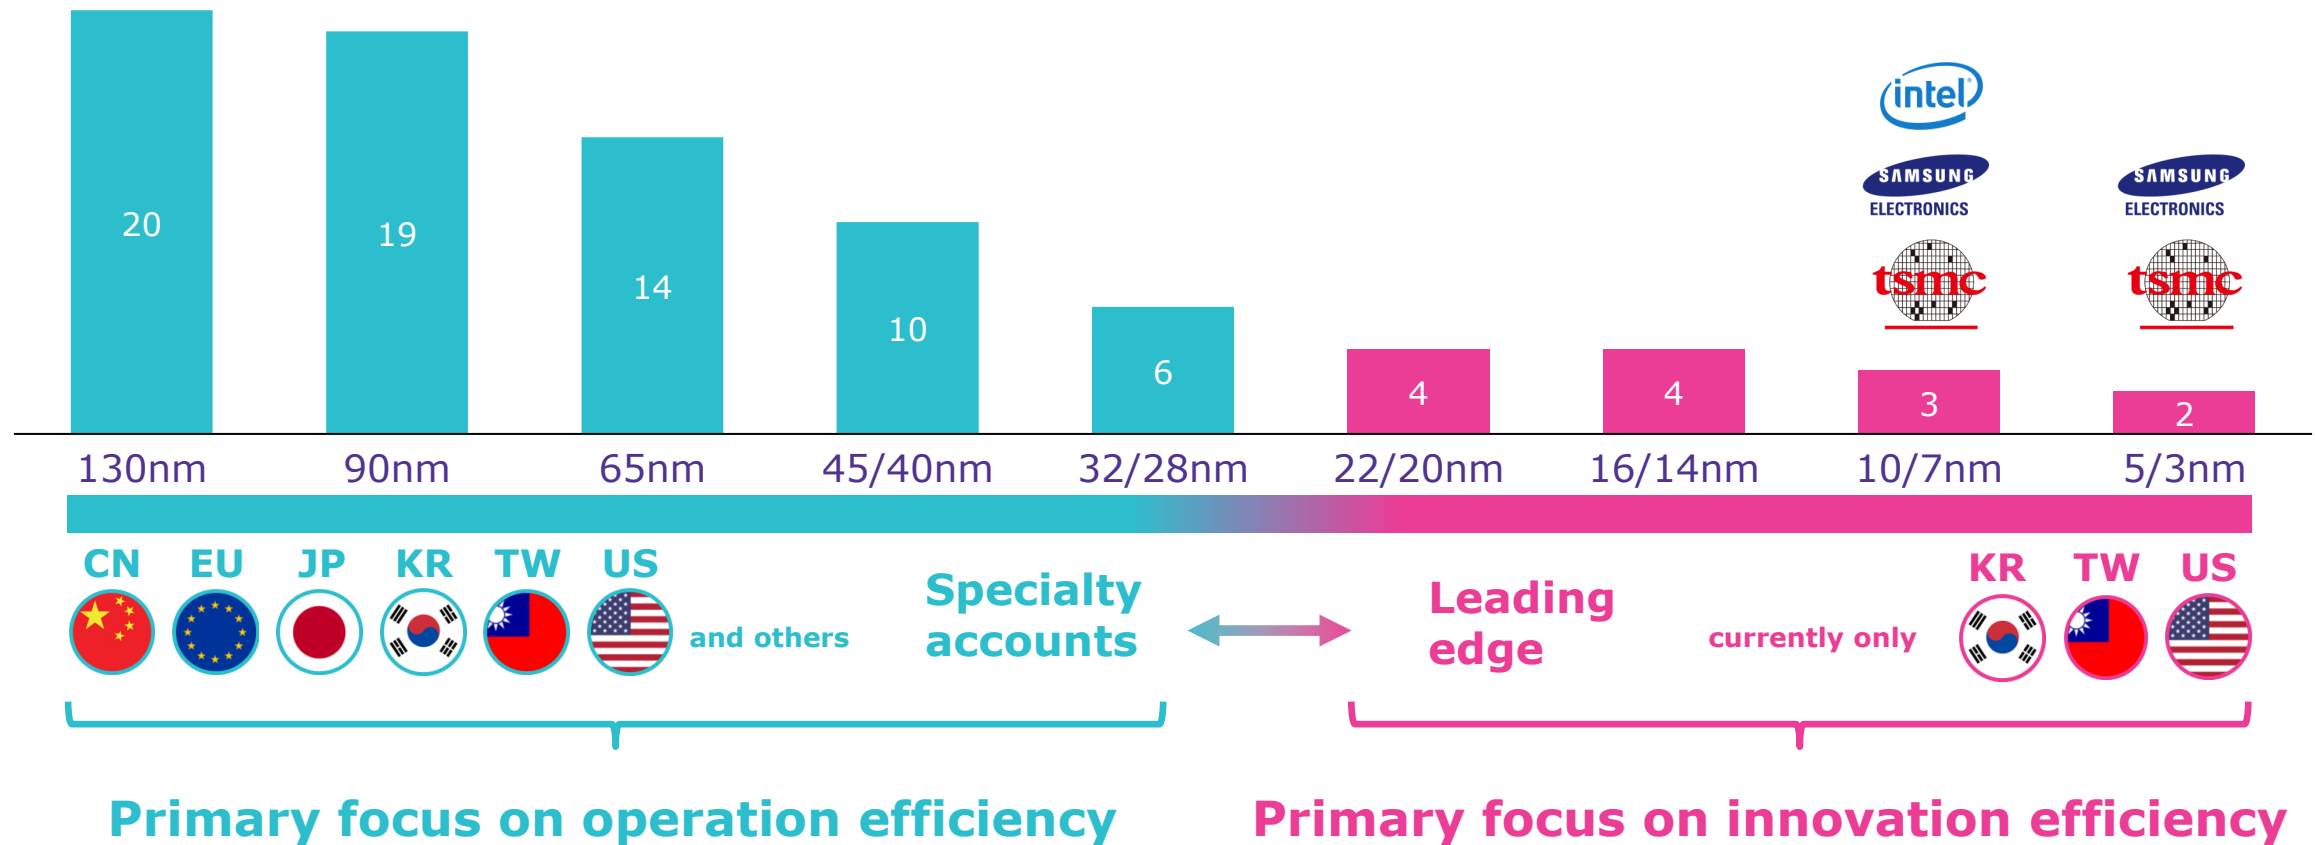 20
19
14
10
6
4
4
3
2
intel
SAMSUNG
ELECTRONICS
tsmc
SAMSUNG
ELECTRONICS
tsmc
130nm
90nm
65nm
45/40nm
32/28nm
22/20nm
16/14nm
10/7nm
5/3nm
CN
EU
JP
KR
TW
US
and others
Specialty
accounts
Leading
edge
currently only
KR
TW
US
Primary focus on operation efficiency
Primary focus on innovation efficiency